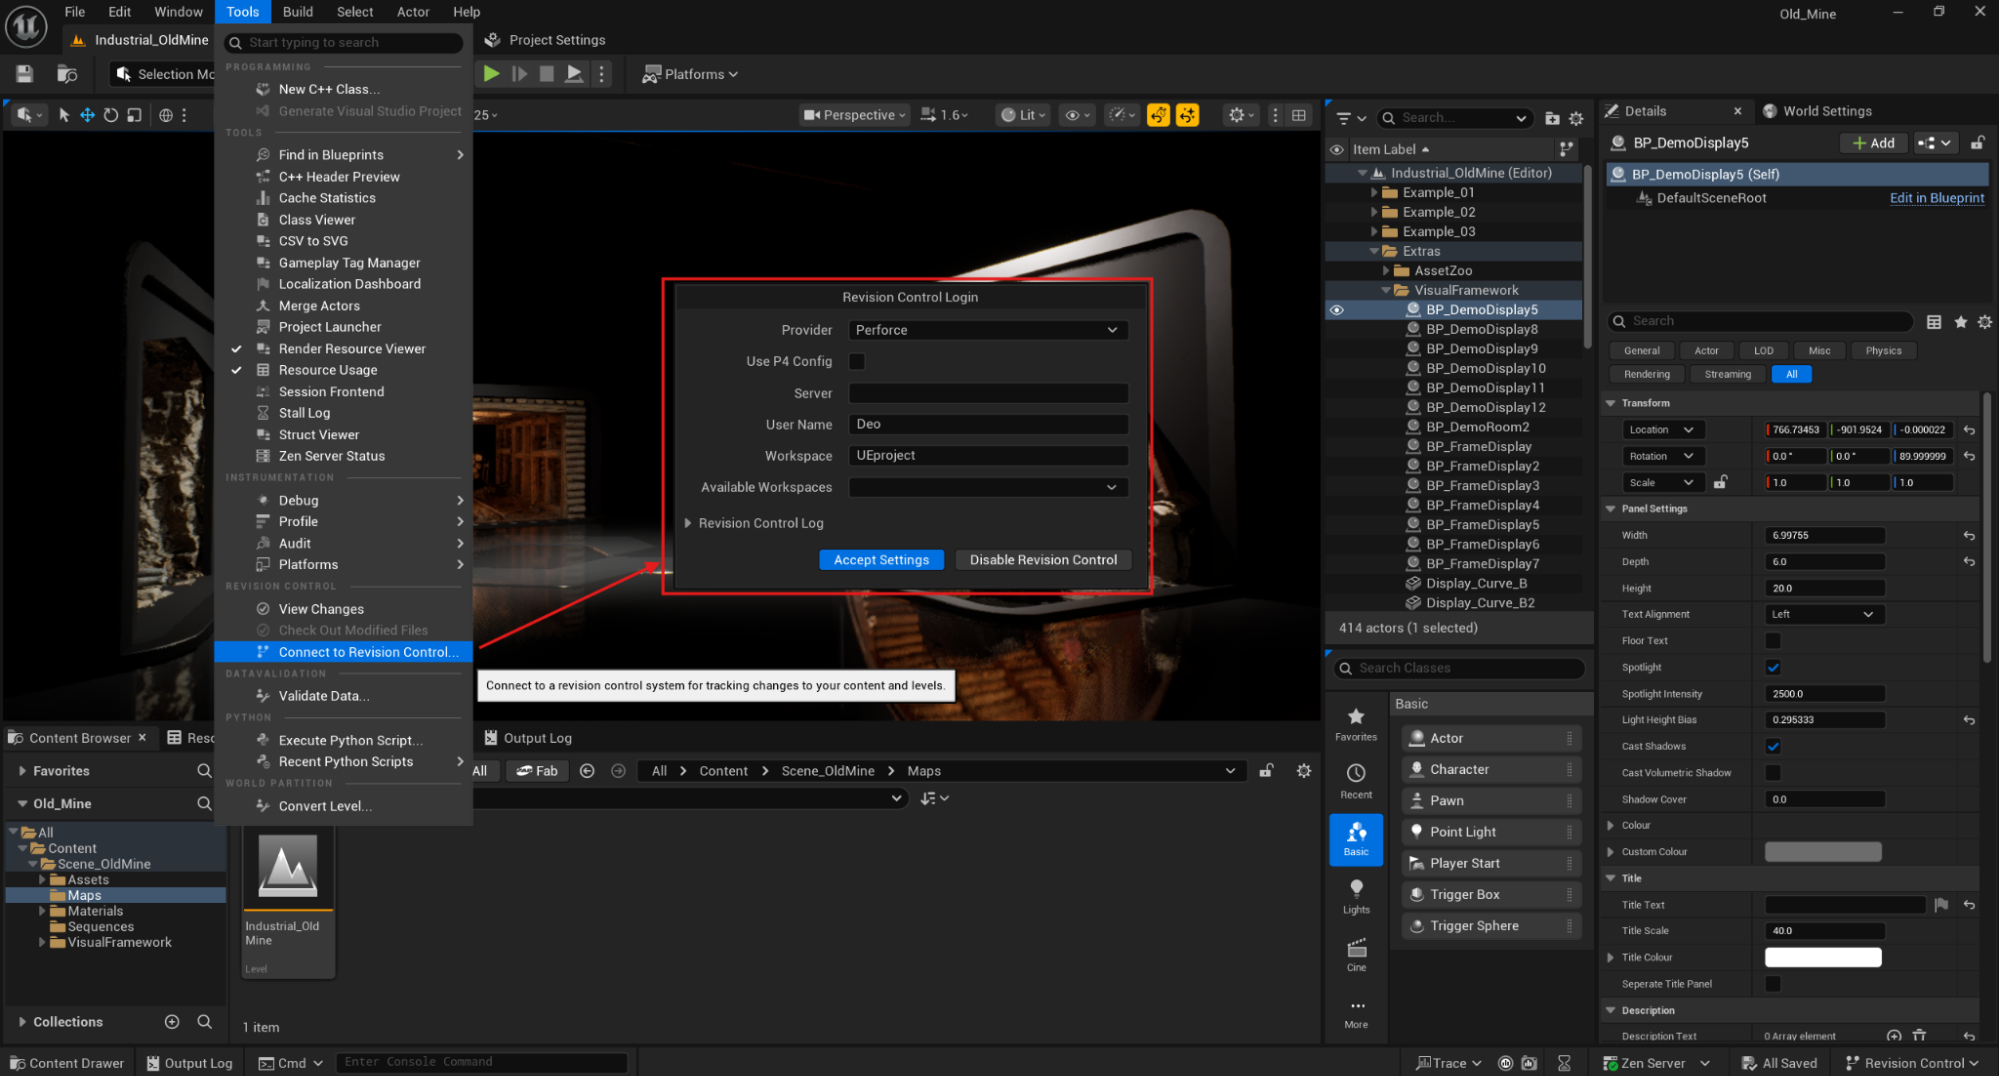 File Edit Window Tools Build Select Actor Help
Old_Mine
Industrial_OldMine
Start typing to search
Project Settings
Selection Mo
Platforms
PROGRAMMING
New C++ Class...
Generate Visual Studio Project
TOOLS
Find in Blueprints
C++ Header Preview
Cache Statistics
Class Viewer
CSV to SVG
Gameplay Tag Manager
Localization Dashboard
Merge Actors
Project Launcher
Render Resource Viewer
Resource Usage
Session Frontend
Stall Log
Struct Viewer
Zen Server Status
INSTRUMENTATION
Debug
Profile
Audit
Platforms
REVISION CONTROL
View Changes
Check Out Modified Files
Connect to Revision Control...
DATAVALIDATION
Validate Data...
PYTHON
Execute Python Script...
Recent Python Scripts
WORLD PARTITION
Convert Level...
25
Perspective
1.6
Lit
Revision Control Login
Provider Perforce
Use P4 Config
Server
User Name Deo
Workspace UEproject
Available Workspaces
Revision Control Log
Accept Settings Disable Revision Control
Connect to a revision control system for tracking changes to your content and levels.
Search...
Item Label
Industrial_OldMine (Editor)
Example_01
Example_02
Example_03
Extras
AssetZoo
VisualFramework
BP_DemoDisplay5
BP_DemoDisplay8
BP_DemoDisplay9
BP_DemoDisplay10
BP_DemoDisplay11
BP_DemoDisplay12
BP_DemoRoom2
BP_FrameDisplay
BP_FrameDisplay2
BP_FrameDisplay3
BP_FrameDisplay4
BP_FrameDisplay5
BP_FrameDisplay6
BP_FrameDisplay7
Display_Curve_B
Display_Curve_B2
414 actors (1 selected)
Search Classes
Favorites
Recent
Basic
Lights
Cine
More
Basic
Actor
Character
Pawn
Point Light
Player Start
Trigger Box
Trigger Sphere
Details
World Settings
BP_DemoDisplay5
Add
BP_DemoDisplay5 (Self)
DefaultSceneRoot
Edit in Blueprint
Search
General Actor LOD Misc Physics
Rendering Streaming All
Transform
Location 766.73453 -901.9524 -0.000022
Rotation 0.0° 0.0° 89.999999
Scale 1.0 1.0 1.0
Panel Settings
Width 6.99755
Depth 6.0
Height 20.0
Text Alignment Left
Floor Text
Spotlight
Spotlight Intensity 2500.0
Light Height Bias 0.295333
Cast Shadows
Cast Volumetric Shadow
Shadow Cover 0.0
Colour
Custom Colour
Title
Title Text
Title Scale 40.0
Title Colour
Seperate Title Panel
Description
Description Text 0 Array element
Content Browser
Reso
Output Log
Favorites
Old_Mine
All
Content
Scene_OldMine
Assets
Maps
Materials
Sequences
VisualFramework
Collections
All
Fab
All Content Scene_OldMine Maps
Industrial_Old
Mine
Level
1 item
Content Drawer
Output Log
Cmd
Enter Console Command
Trace
Zen Server
All Saved
Revision Control